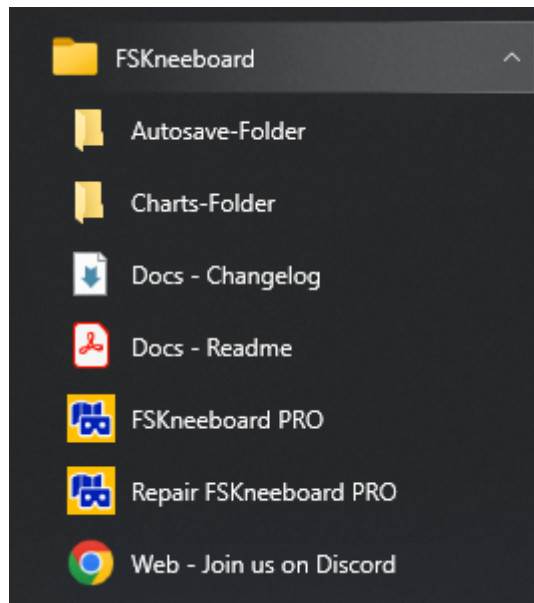 FSKneeboard
Autosave-Folder
Charts-Folder
Docs - Changelog
Docs - Readme
FSKneeboard PRO
Repair FSKneeboard PRO
Web - Join us on Discord